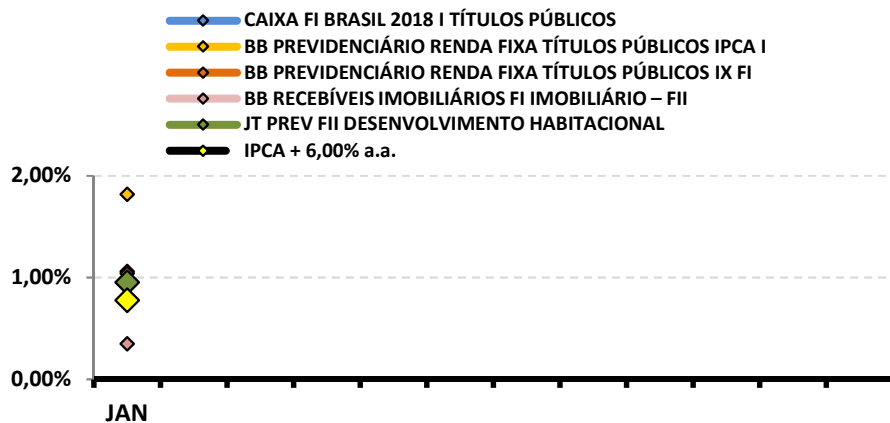 CAIXA FI BRASIL 2018 I TÍTULOS PÚBLICOS
BB PREVIDENCIÁRIO RENDA FIXA TÍTULOS PÚBLICOS IPCA I
BB PREVIDENCIÁRIO RENDA FIXA TÍTULOS PÚBLICOS IX FI
BB RECEBÍVEIS IMOBILIÁRIOS FI IMOBILIÁRIO – FII
JT PREV FII DESENVOLVIMENTO HABITACIONAL
IPCA + 6,00% a.a.
2,00%
1,00%
0,00%
JAN